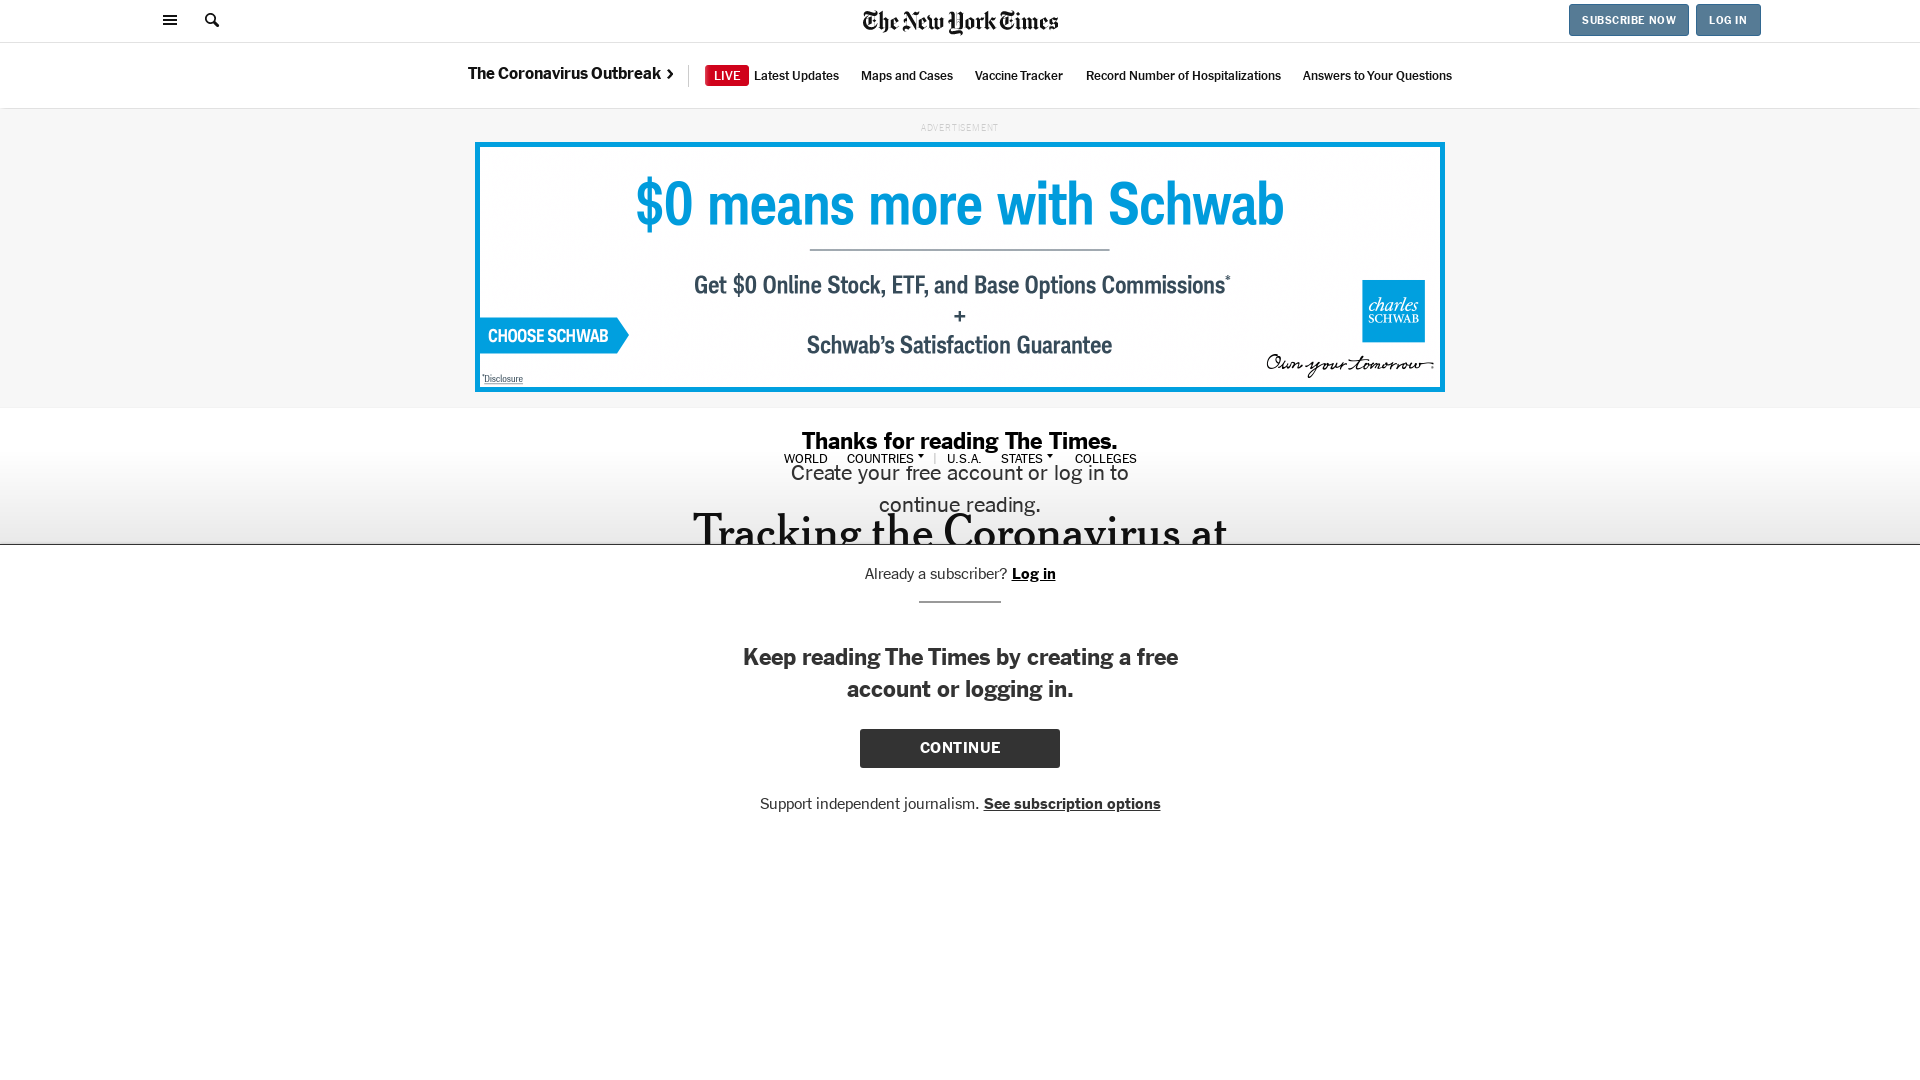 The New York Times
SUBSCRIBE NOW
LOG IN
The Coronavirus Outbreak
LIVE Latest Updates
Maps and Cases
Vaccine Tracker
Record Number of Hospitalizations
Answers to Your Questions
ADVERTISEMENT
$0 means more with Schwab
Get $0 Online Stock, ETF, and Base Options Commissions*
+
Schwab's Satisfaction Guarantee
CHOOSE SCHWAB
charles
SCHWAB
Own your tomorrow
*Disclosure
Thanks for reading The Times.
WORLD COUNTRIES | U.S.A. STATES COLLEGES
Create your free account or log in to
continue reading.
Tracking the Coronavirus at
Already a subscriber? Log in
Keep reading The Times by creating a free
account or logging in.
CONTINUE
Support independent journalism. See subscription options